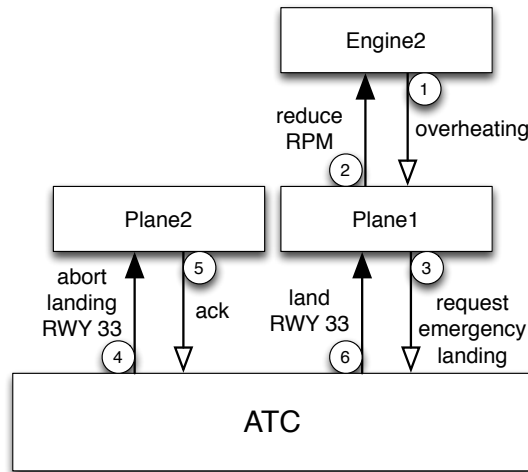 Engine2
1
reduce
RPM
overheating
2
Plane2
Plane1
5
3
abort
landing
RWY 33
ack
land
RWY 33
request
emergency
landing
4
6
ATC